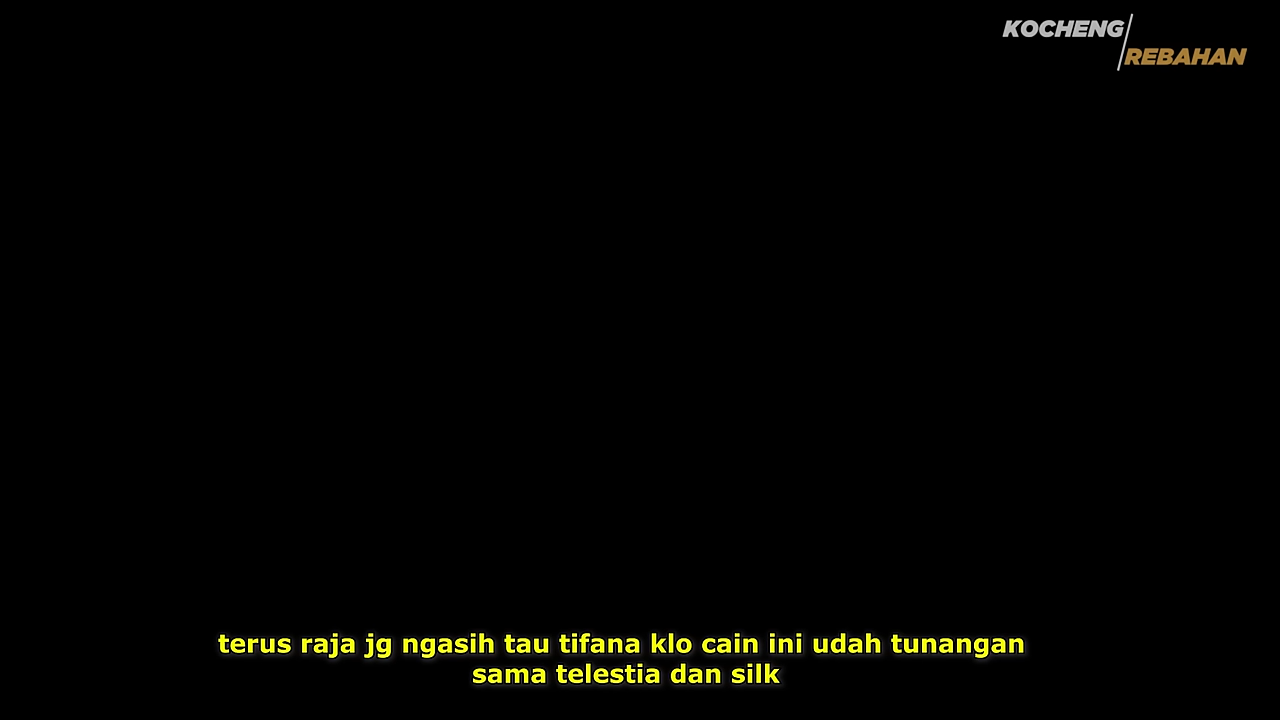 KOCHENG
REBAHAN
terus raja jg ngasih tau tifana klo cain ini udah tunangan
sama telestia dan silk